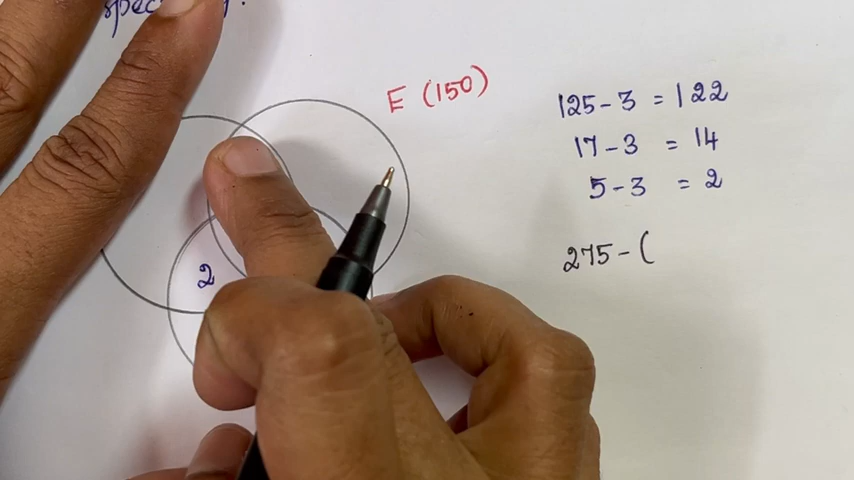 E (150)
2
125-3 = 122
17-3 = 14
5-3 = 2
275-(